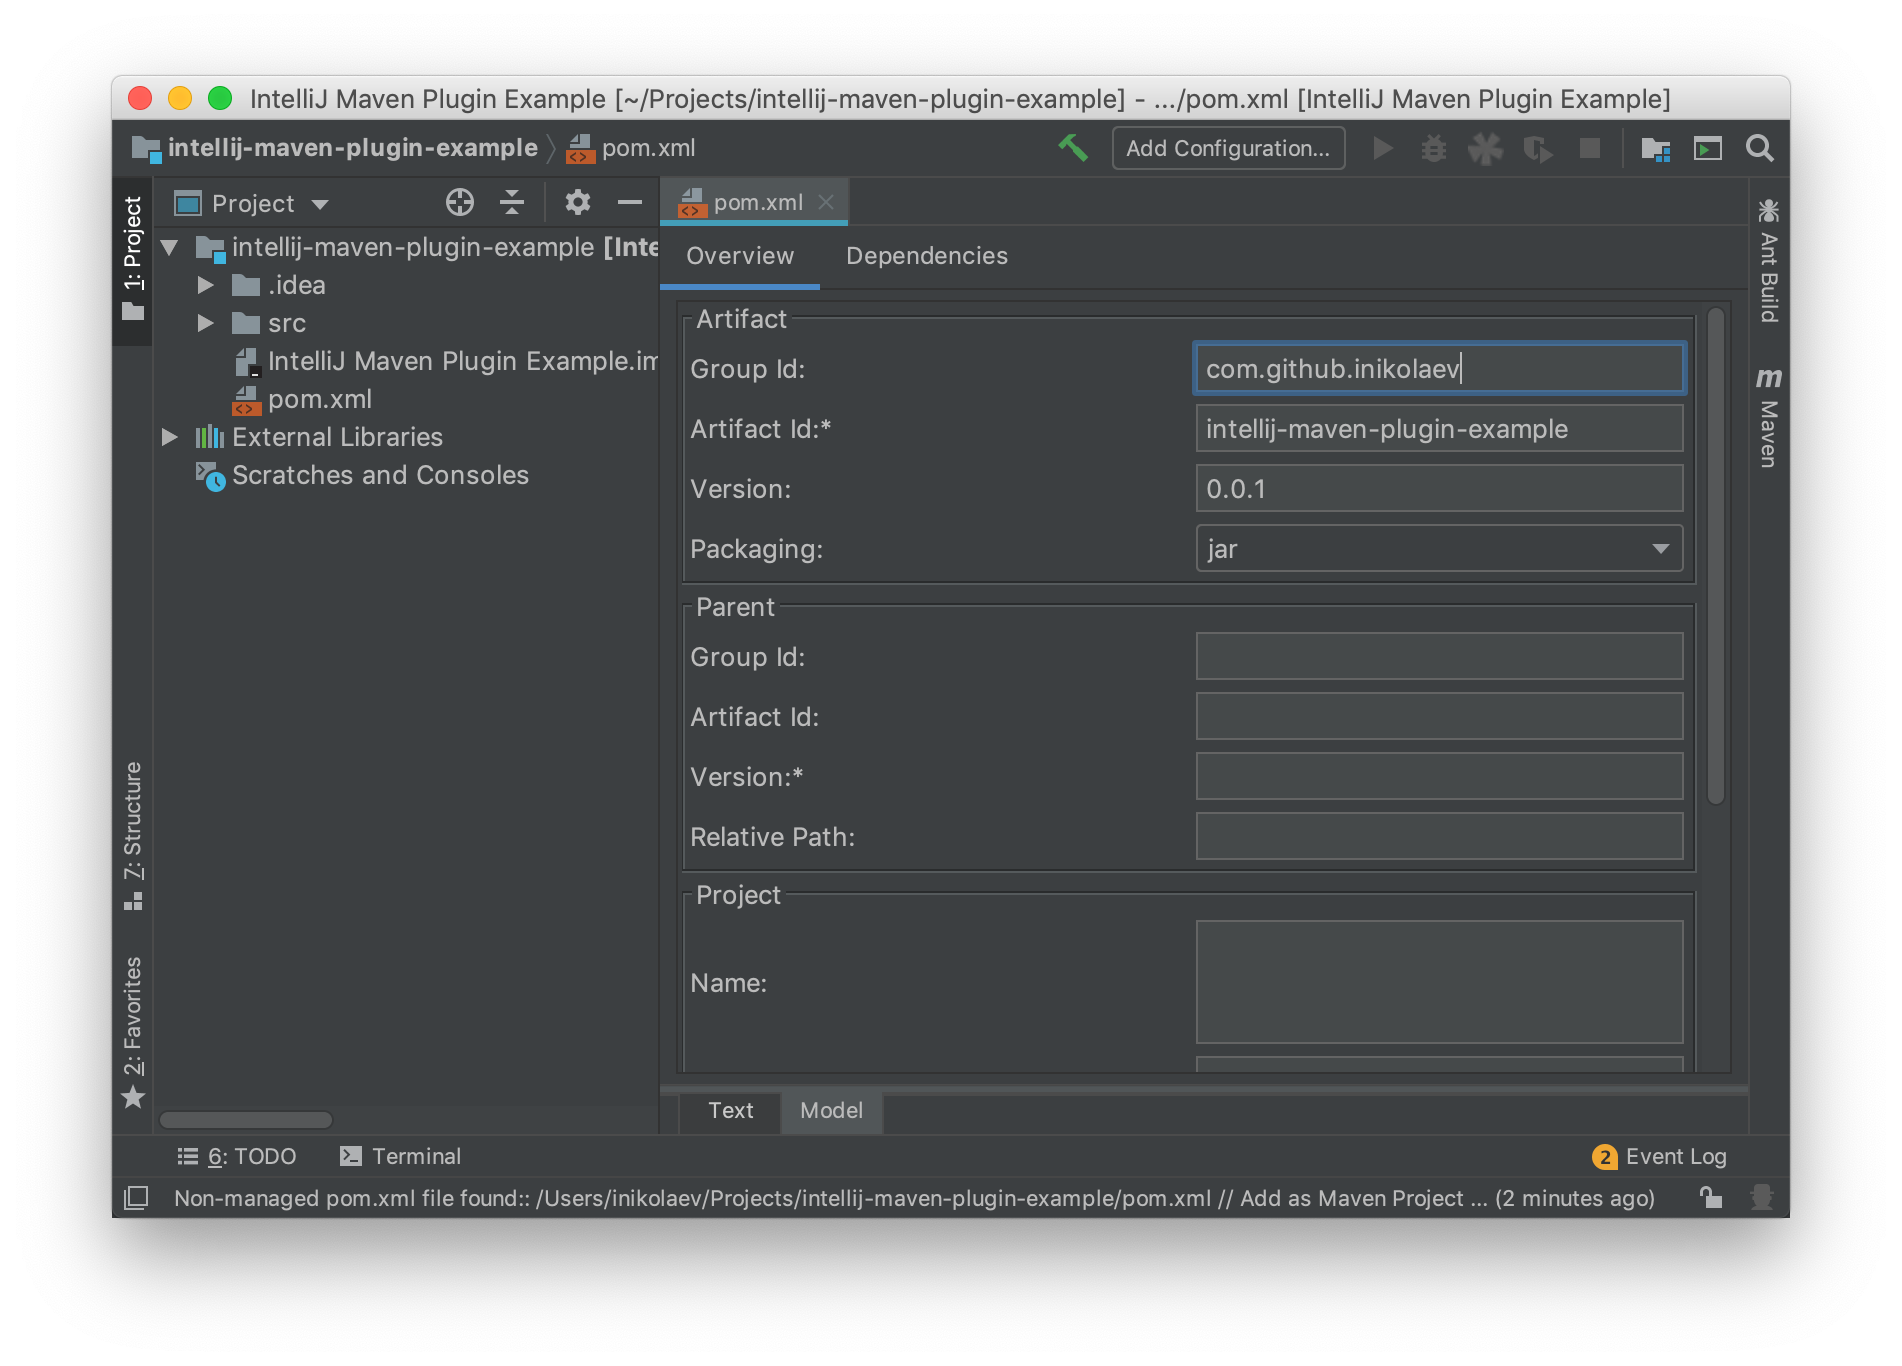 IntelliJ Maven Plugin Example [~/Projects/intellij-maven-plugin-example] - .../pom.xml [IntelliJ Maven Plugin Example]
intellij-maven-plugin-example pom.xml
Add Configuration...
1: Project
7: Structure
2: Favorites
Project
intellij-maven-plugin-example [Inte
.idea
src
IntelliJ Maven Plugin Example.im
pom.xml
External Libraries
Scratches and Consoles
pom.xml
Overview Dependencies
Artifact
Group Id: com.github.inikolaev
Artifact Id:* intellij-maven-plugin-example
Version: 0.0.1
Packaging: jar
Parent
Group Id:
Artifact Id:
Version:*
Relative Path:
Project
Name:
Text Model
Ant Build
m Maven
6: TODO Terminal 2 Event Log
Non-managed pom.xml file found:: /Users/inikolaev/Projects/intellij-maven-plugin-example/pom.xml // Add as Maven Project ... (2 minutes ago)